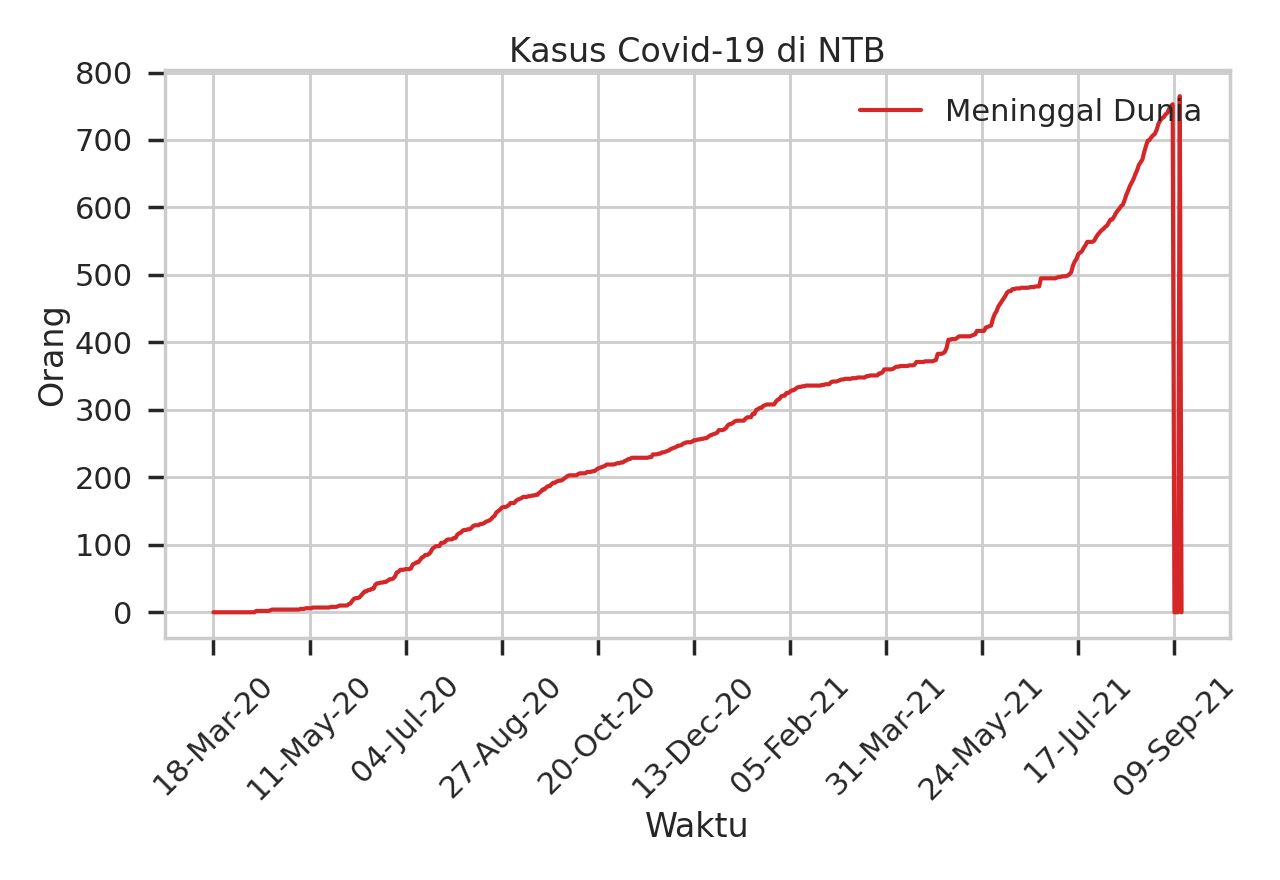 Kasus Covid-19 di NTB
Meninggal Dunia
800
700
600
500
400
300
200
100
0
Orang
18-Mar-20
11-May-20
04-Jul-20
27-Aug-20
20-Oct-20
13-Dec-20
05-Feb-21
31-Mar-21
24-May-21
17-Jul-21
09-Sep-21
Waktu